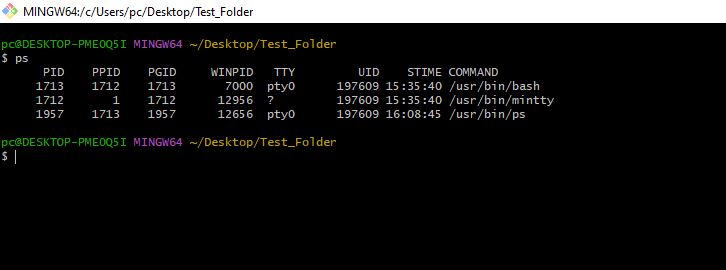 MINGW64:/c/Users/pc/Desktop/Test_Folder
pc@DESKTOP-PMEOQ5I MINGW64 ~/Desktop/Test_Folder
$ ps
PID PPID PGID WINPID TTY UID STIME COMMAND
1713 1712 1713 7000 pty0 197609 15:35:40 /usr/bin/bash
1712 1 1712 12956 ? 197609 15:35:40 /usr/bin/mintty
1957 1713 1957 12656 pty0 197609 16:08:45 /usr/bin/ps
pc@DESKTOP-PMEOQ5I MINGW64 ~/Desktop/Test_Folder
$